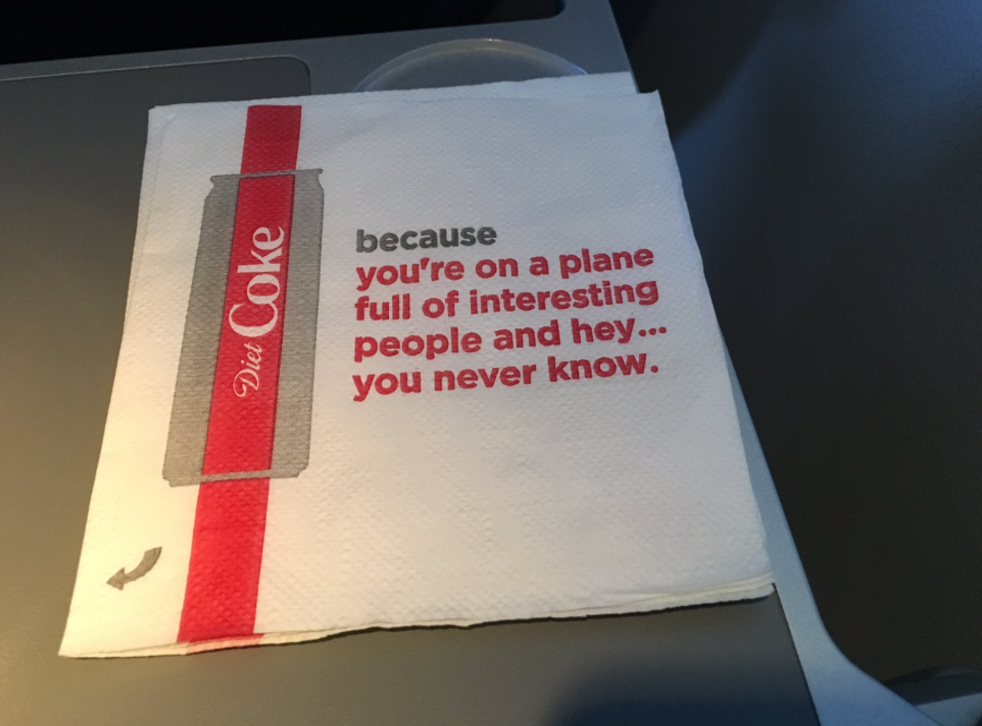 Diet Coke
because
you're on a plane
full of interesting
people and hey...
you never know.